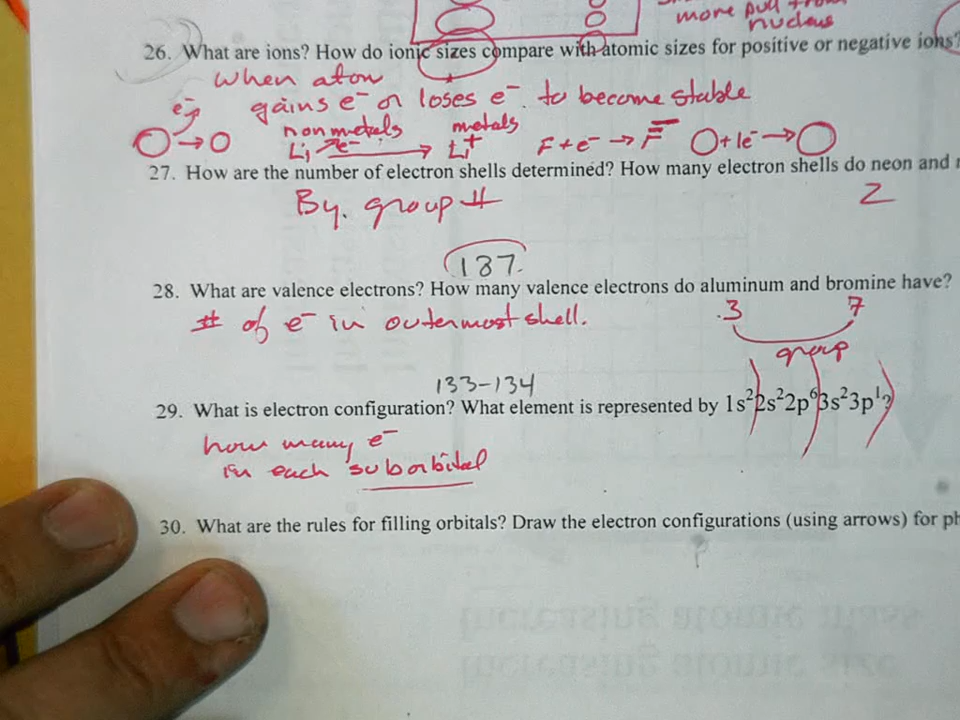 more pull from
nucleus
26. What are ions? How do ionic sizes compare with atomic sizes for positive or negative ions?
When atom
gains e⁻ or loses e⁻ to become stable
e⁻
nonmetals metals
O → O Li e⁻ → Li⁺ F + e⁻ → F⁻ O + 1e⁻ → O
27. How are the number of electron shells determined? How many electron shells do neon and
By. group # 2
137
28. What are valence electrons? How many valence electrons do aluminum and bromine have?
# of e⁻ in outermost shell. 3 7
group
133-134
29. What is electron configuration? What element is represented by 1s²2s²2p⁶3s²3p¹?
how many e⁻
in each suborbital
30. What are the rules for filling orbitals? Draw the electron configurations (using arrows) for ph
P